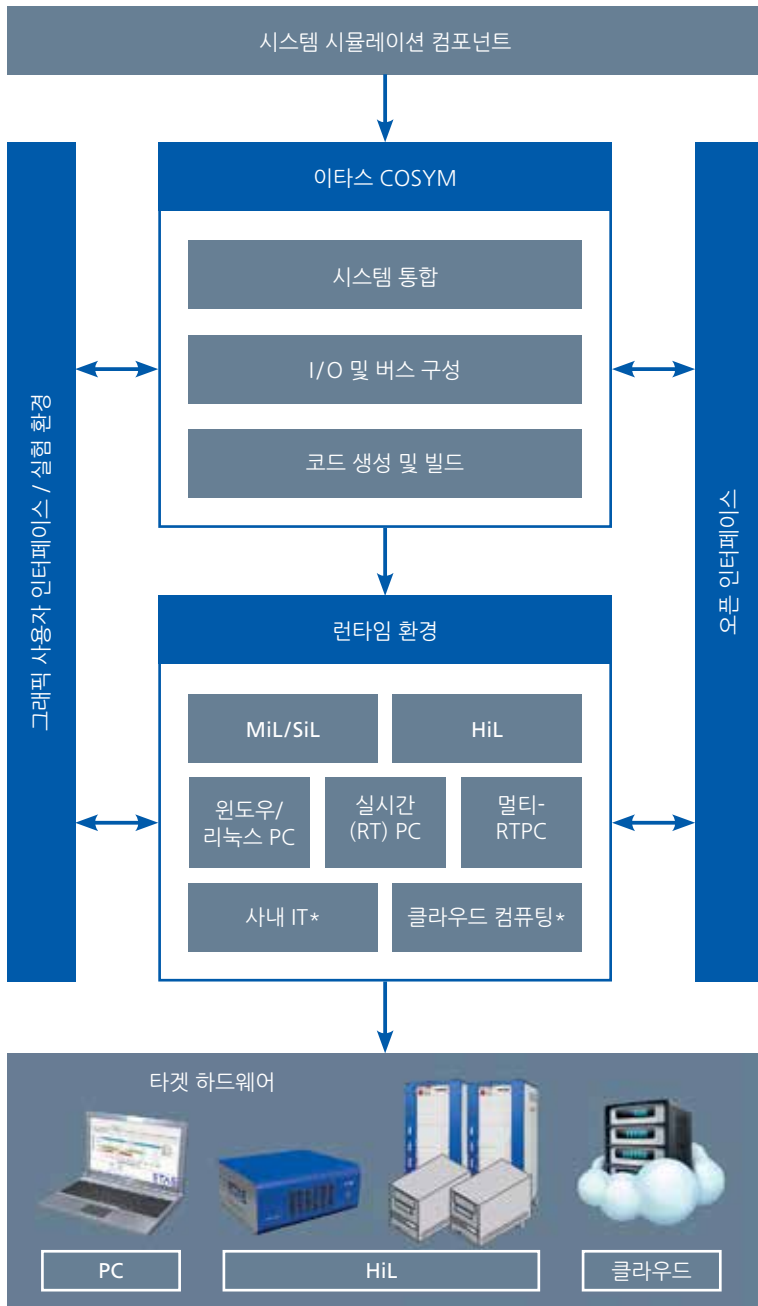 시스템 시뮬레이션 컴포넌트
이타스 COSYM
시스템 통합
I/O 및 버스 구성
코드 생성 및 빌드
그래픽 사용자 인터페이스 / 실험 환경
오픈 인터페이스
런타임 환경
MiL/SiL
HiL
윈도우/
리눅스 PC
실시간
(RT) PC
멀티-
RTPC
사내 IT*
클라우드 컴퓨팅*
타겟 하드웨어
ETAS
PC
HiL
클라우드